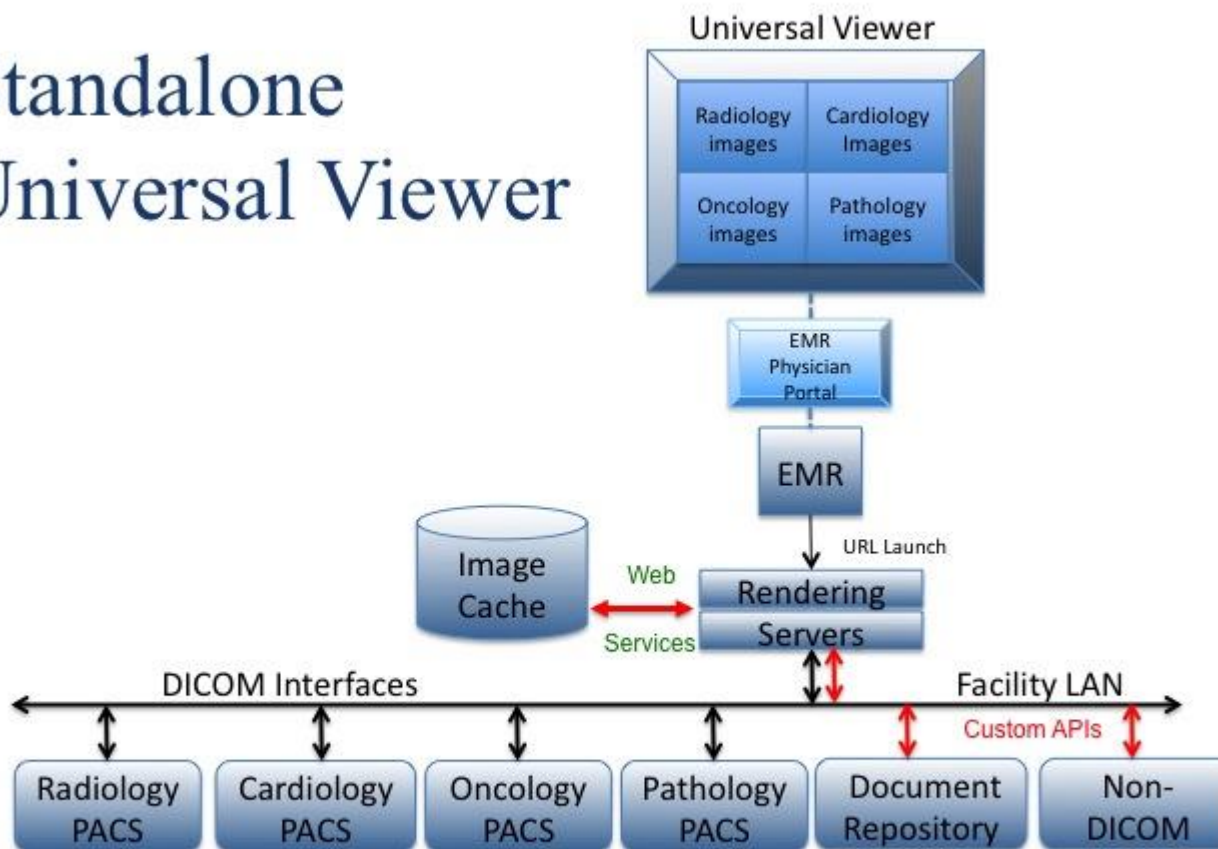 Universal Viewer
tandalone
Universal Viewer
Radiology images
Cardiology Images
Oncology images
Pathology images
EMR
Physician
Portal
EMR
URL Launch
Image
Cache
Web
Services
Rendering
Servers
DICOM Interfaces
Facility LAN
Custom APIs
Radiology
PACS
Cardiology
PACS
Oncology
PACS
Pathology
PACS
Document
Repository
Non-
DICOM